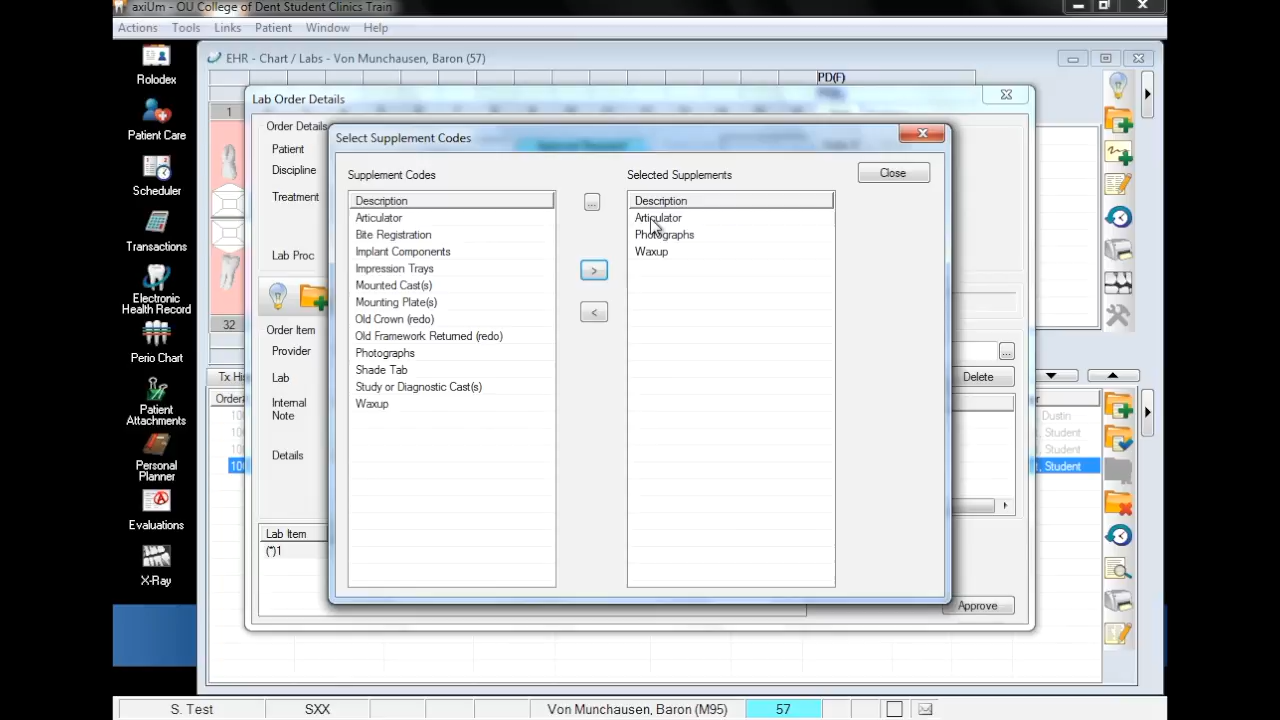 axiUm - OU College of Dent Student Clinics Train
Actions Tools Links Patient Window Help
Rolodex
Patient Care
Scheduler
Transactions
Electronic
Health Record
Perio Chart
Patient
Attachments
Personal
Planner
Evaluations
X-Ray
EHR - Chart / Labs - Von Munchausen, Baron (57)
PD(F)
1
32
Lab Order Details
Order Details
Patient
Discipline
Treatment
Lab Proc
Order Item
Provider
...
Lab
Delete
Internal
Note
Details
Lab Item
(*)1
Approve
Tx His
Dustin
, Student
, Student
, Student
Select Supplement Codes
Supplement Codes
Description
Articulator
Bite Registration
Implant Components
Impression Trays
Mounted Cast(s)
Mounting Plate(s)
Old Crown (redo)
Old Framework Returned (redo)
Photographs
Shade Tab
Study or Diagnostic Cast(s)
Waxup
...
>
<
Selected Supplements
Description
Articulator
Photographs
Waxup
Close
S. Test SXX Von Munchausen, Baron (M95) 57